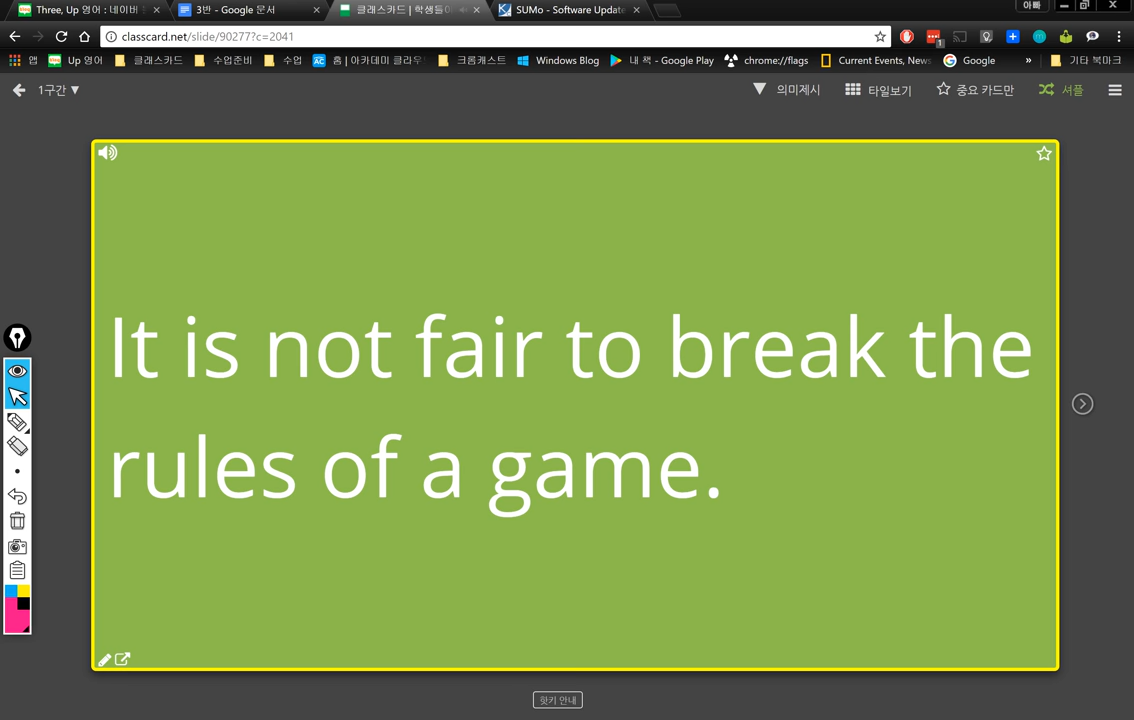 Three, Up 영어 : 네이버
3반 - Google 문서
클래스카드 | 학생들이
SUMo - Software Update
아빠
classcard.net/slide/90277?c=2041
1
앱
Up 영어
클래스카드
수업준비
수업
홈 | 아카데미 클라우
크롬캐스트
Windows Blog
내 책 - Google Play
chrome://flags
Current Events, News
Google
»
기타 북마크
1구간 ▼
▼ 의미제시
타일보기
중요 카드만
셔플
It is not fair to break the
rules of a game.
핫키 안내